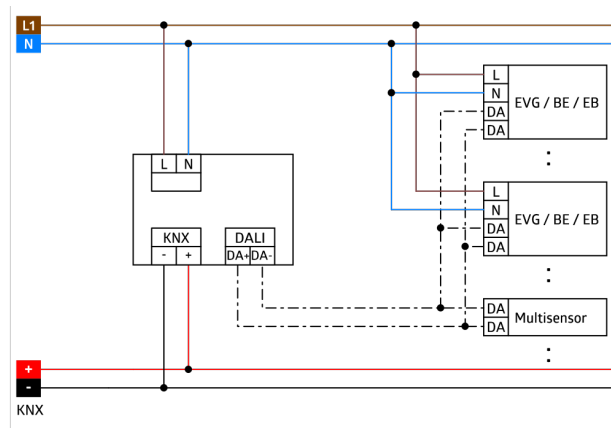 L1
N
L
N
EVG / BE / EB
DA
DA
:
L N
L
N
EVG / BE / EB
DA
DA
KNX
DALI
- +
DA+ DA-
:
DA
DA
Multisensor
:
+
-
KNX